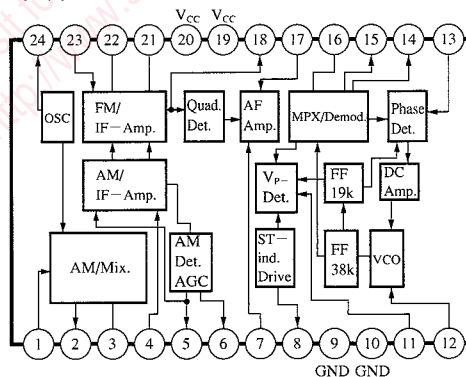 V_CC V_CC
24 23 22 21 20 19 18 17 16 15 14 13
OSC
FM/
IF-Amp.
Quad.
Det.
AF
Amp.
MPX/Demod.
Phase
Det.
AM/
IF-Amp.
V_P-
Det.
FF
19k
DC
Amp.
AM/Mix.
AM
Det.
AGC
ST-
ind.
Drive
FF
38k
VCO
1 2 3 4 5 6 7 8 9 10 11 12
GND GND